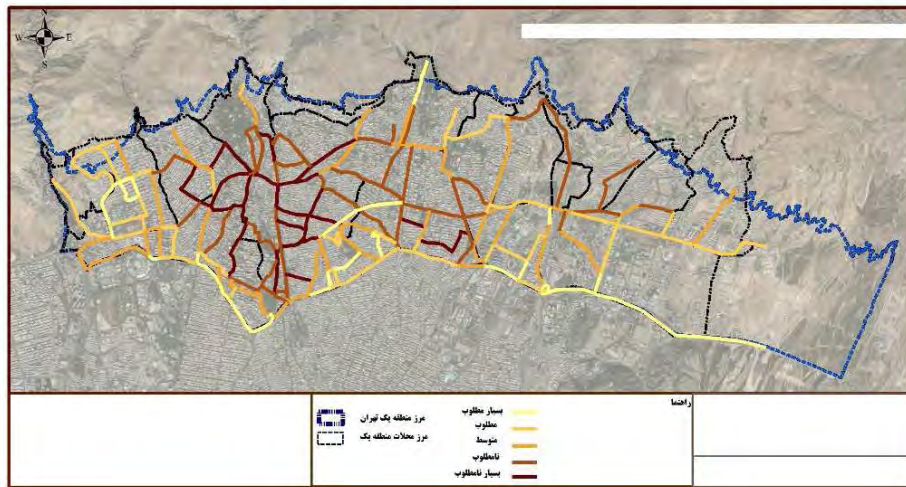 N
W E
S
راهنما
بسیار مطلوب
مطلوب
متوسط
نامطلوب
بسیار نامطلوب
مرز منطقه یک تهران
مرز محلات منطقه یک